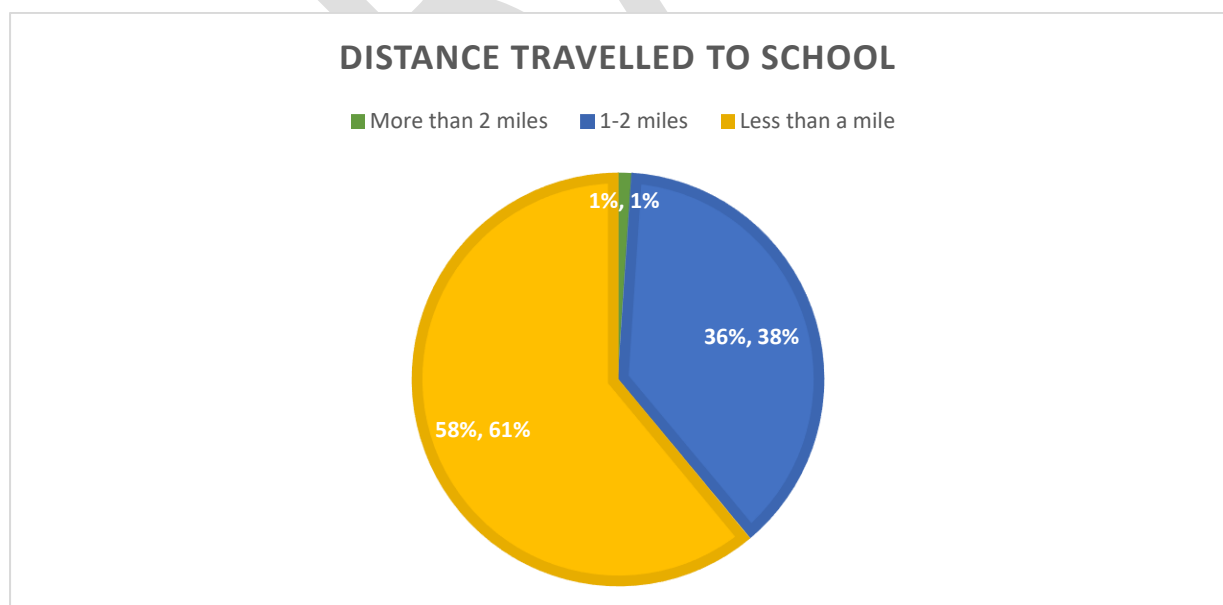 DISTANCE TRAVELLED TO SCHOOL
More than 2 miles 1-2 miles Less than a mile
1%, 1%
36%, 38%
58%, 61%